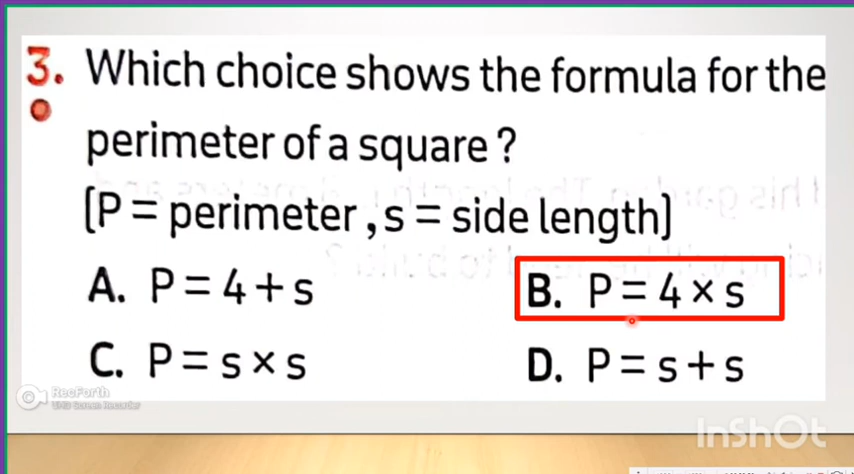 3. Which choice shows the formula for the
perimeter of a square ?
(P = perimeter , s = side length)
A. P = 4 + s
B. P = 4 × s
C. P = s × s
D. P = s + s
RecForth
InShOt